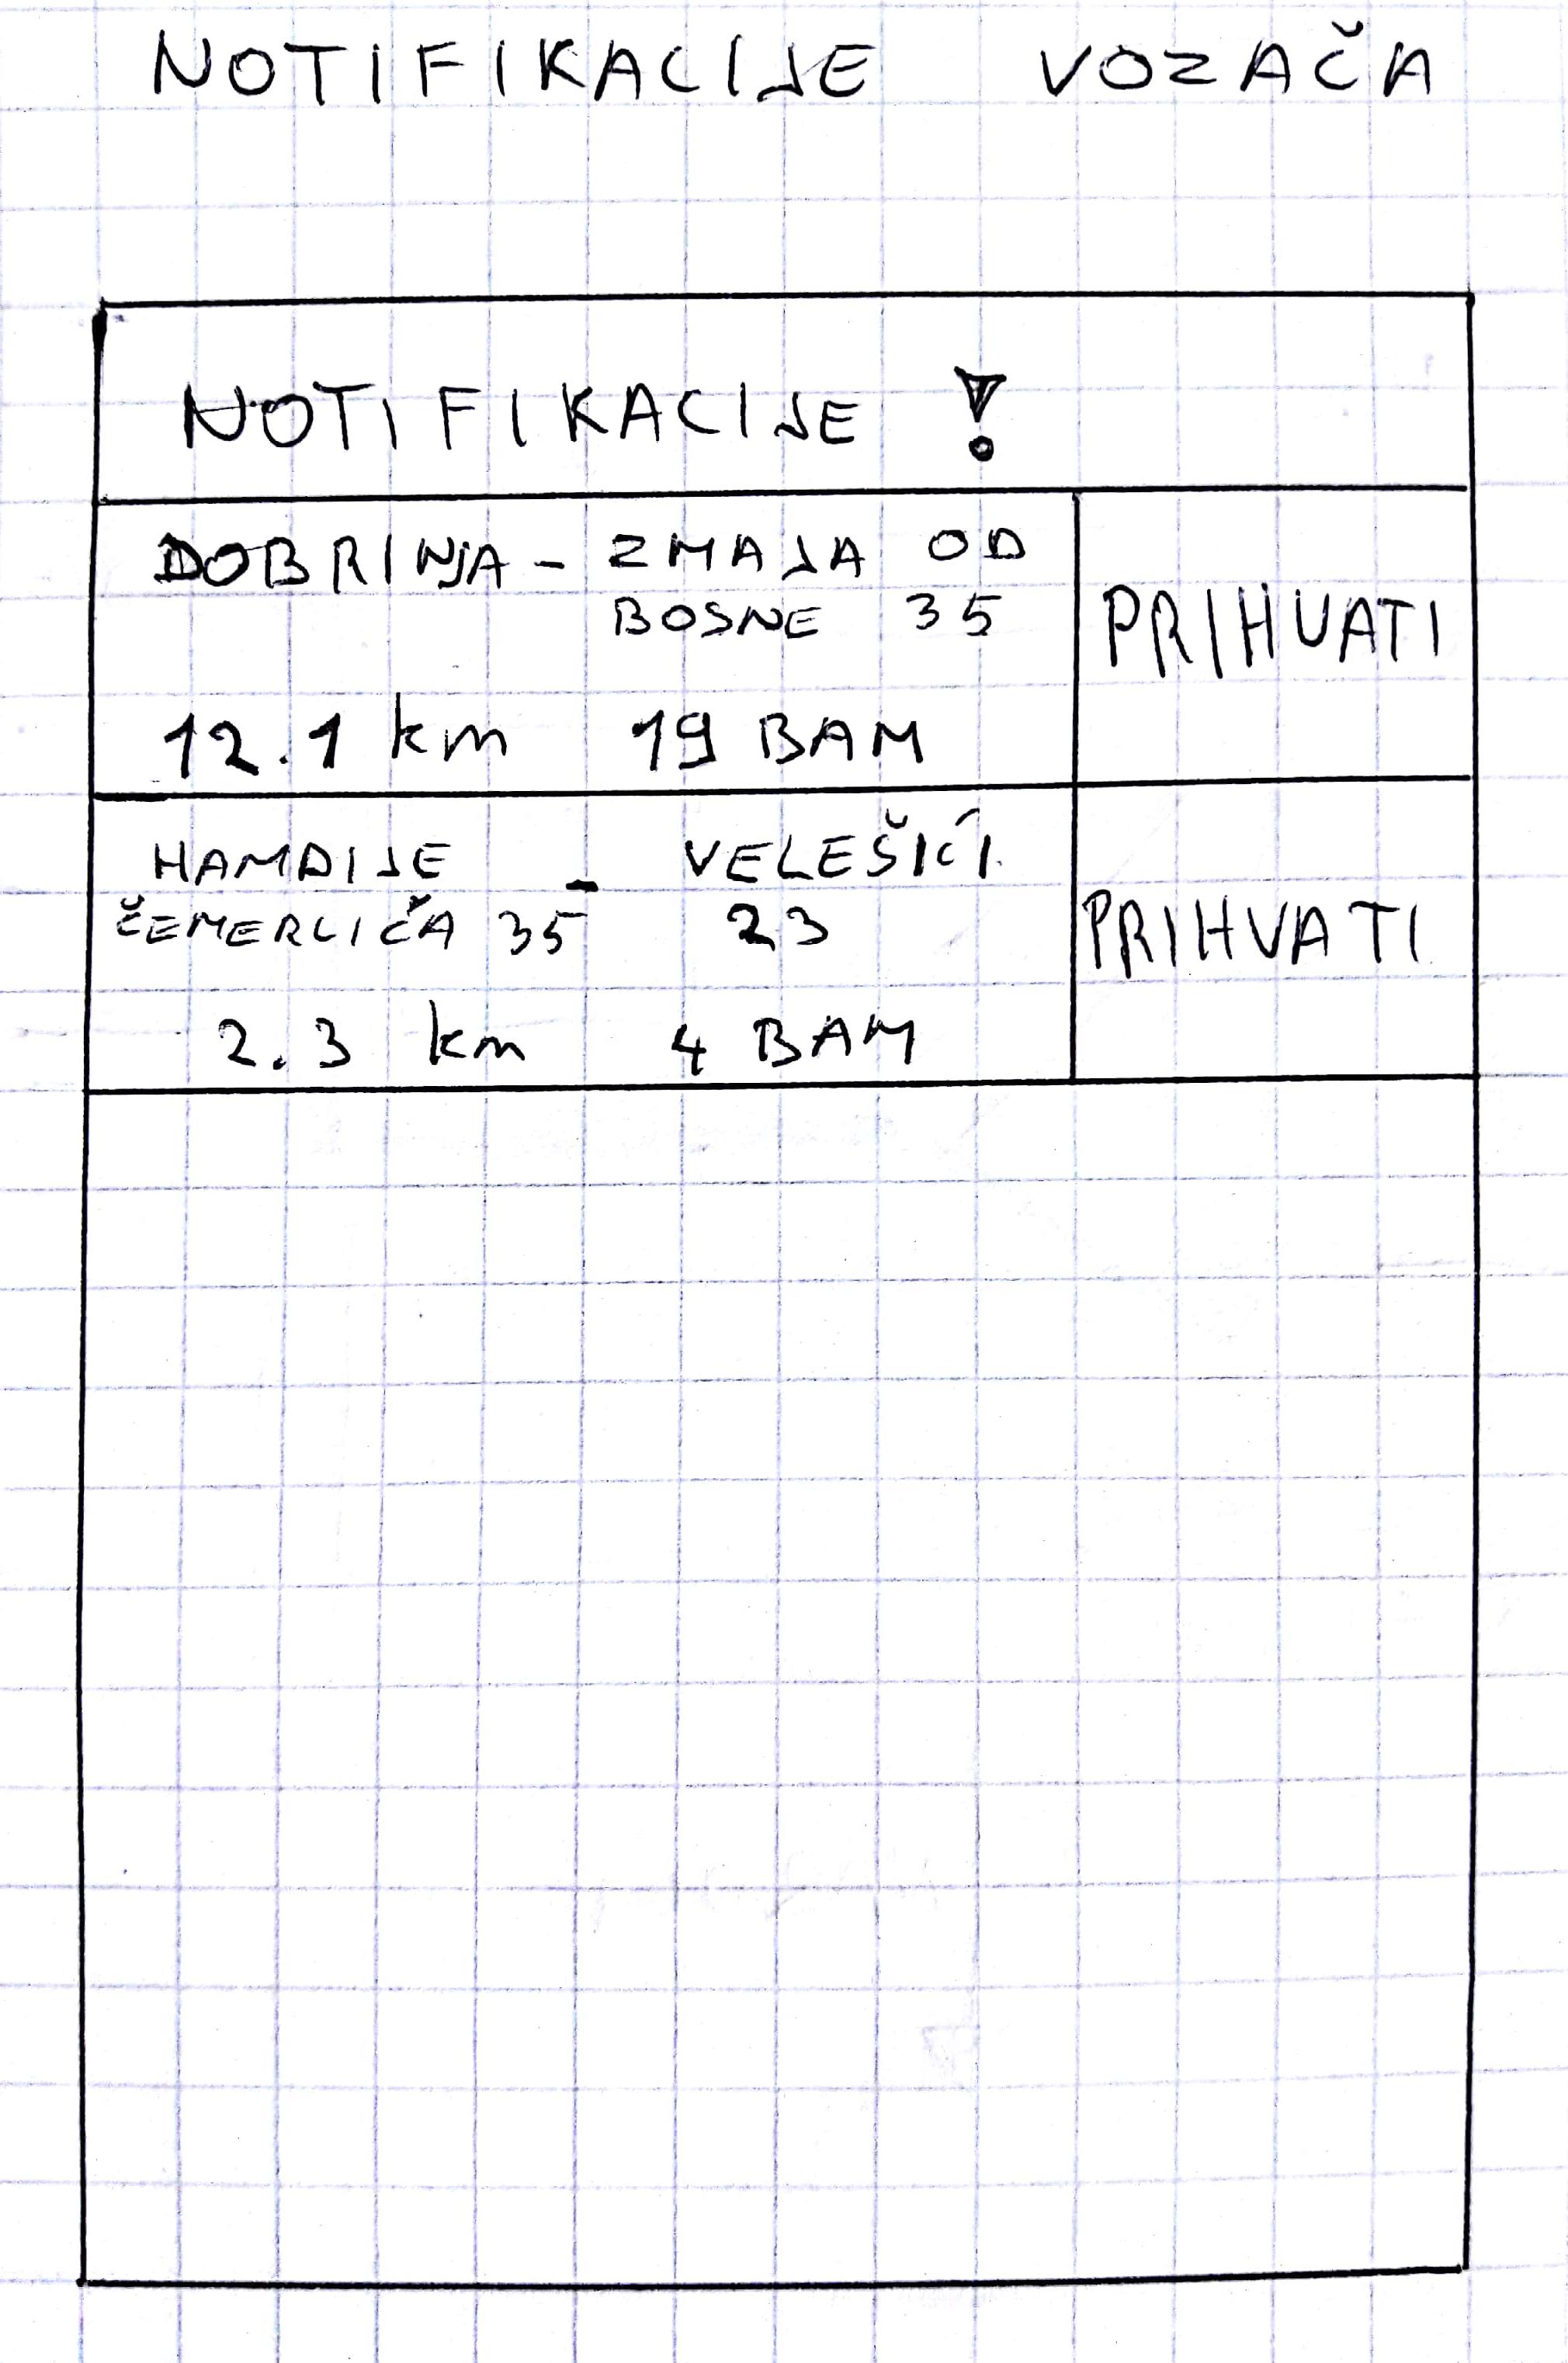 NOTIFIKACIJE VOZAČA
NOTIFIKACIJE !
DOBRINJA - ZMAJA OD
BOSNE 35
PRIHVATI
12.1 km 19 BAM
HAMDIJE - VELEŠIĆI
ČEMERLIČA 35 23
PRIHVATI
2.3 km 4 BAM